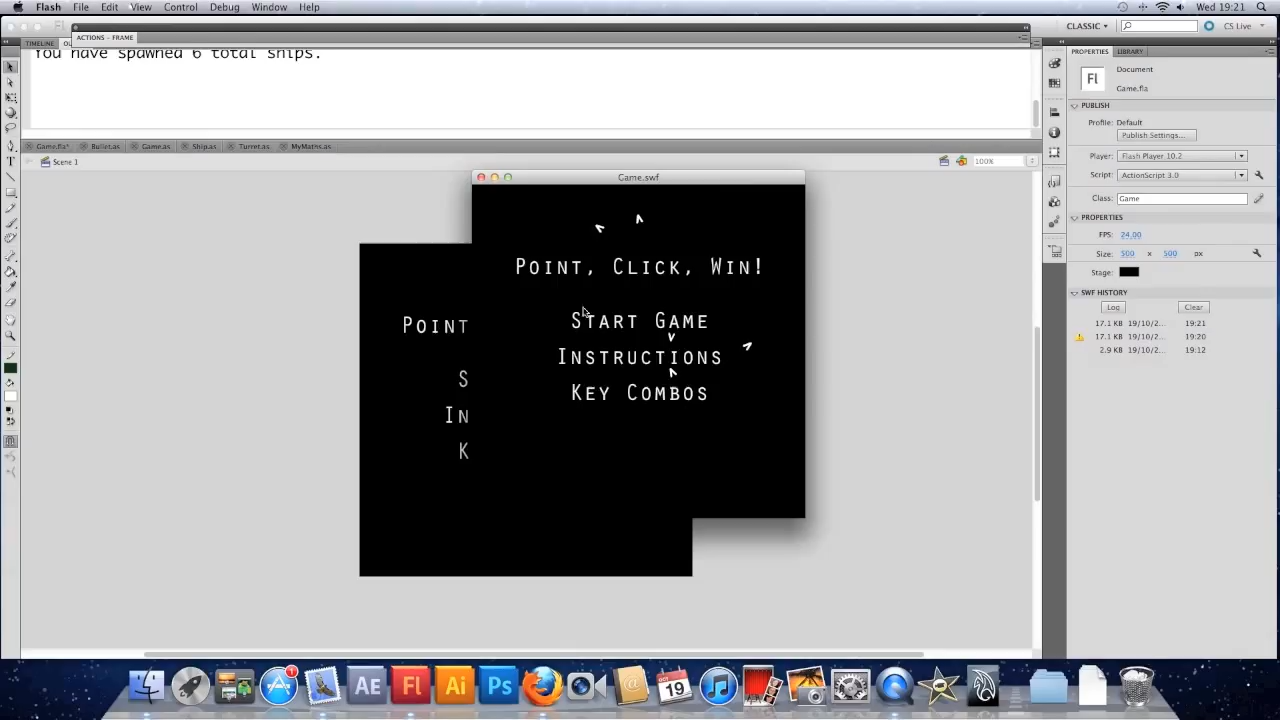 Flash File Edit View Control Debug Window Help Wed 19:21
CLASSIC CS Live
ACTIONS - FRAME
TIMELINE
You have spawned 6 total ships.
Game.fla* Bullet.as Game.as Ship.as Turret.as MyMaths.as
Scene 1 100%
Game.swf
Point, Click, Win!
Start Game
Instructions
Key Combos
Point
S
In
K
PROPERTIES LIBRARY
Fl
Document
Game.fla
PUBLISH
Profile: Default
Publish Settings...
Player: Flash Player 10.2
Script: ActionScript 3.0
Class: Game
PROPERTIES
FPS: 24.00
Size: 500 x 500 px
Stage:
SWF HISTORY
Log Clear
17.1 KB 19/10/2... 19:21
17.1 KB 19/10/2... 19:20
2.9 KB 19/10/2... 19:12
1
AE Fl Ai Ps
OCT
19